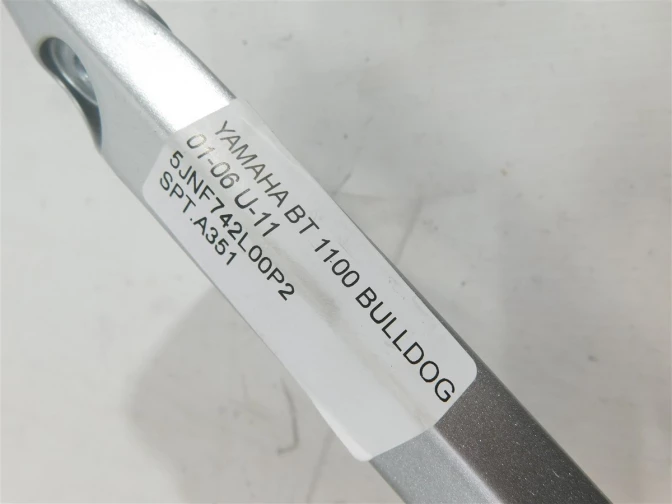 YAMAHA BT 1100 BULLDOG
01-06 U-11
5JNF742L00P2
SPT.A351